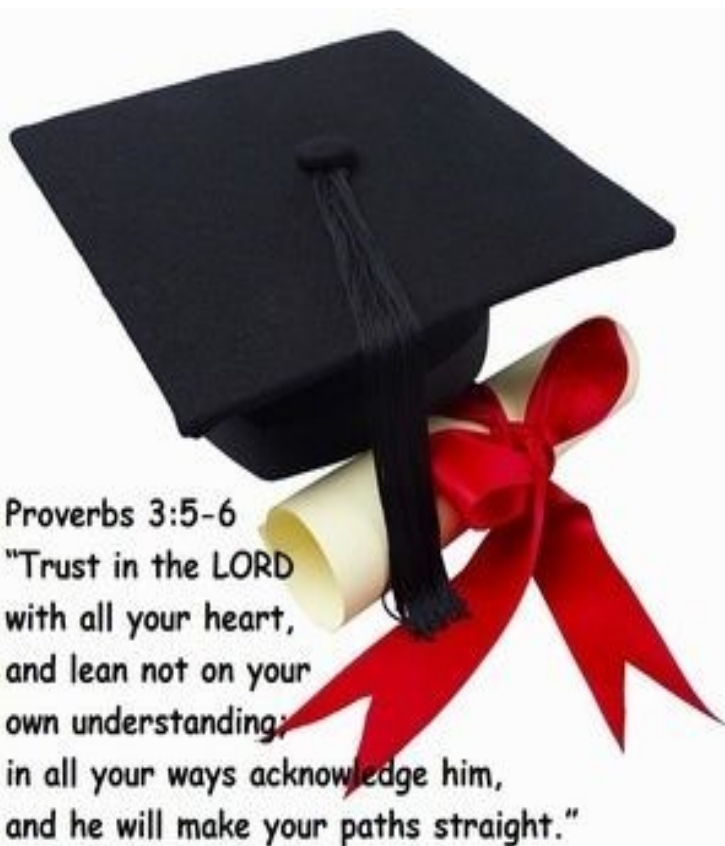 Proverbs 3:5-6
“Trust in the LORD
with all your heart,
and lean not on your
own understanding;
in all your ways acknowledge him,
and he will make your paths straight.”